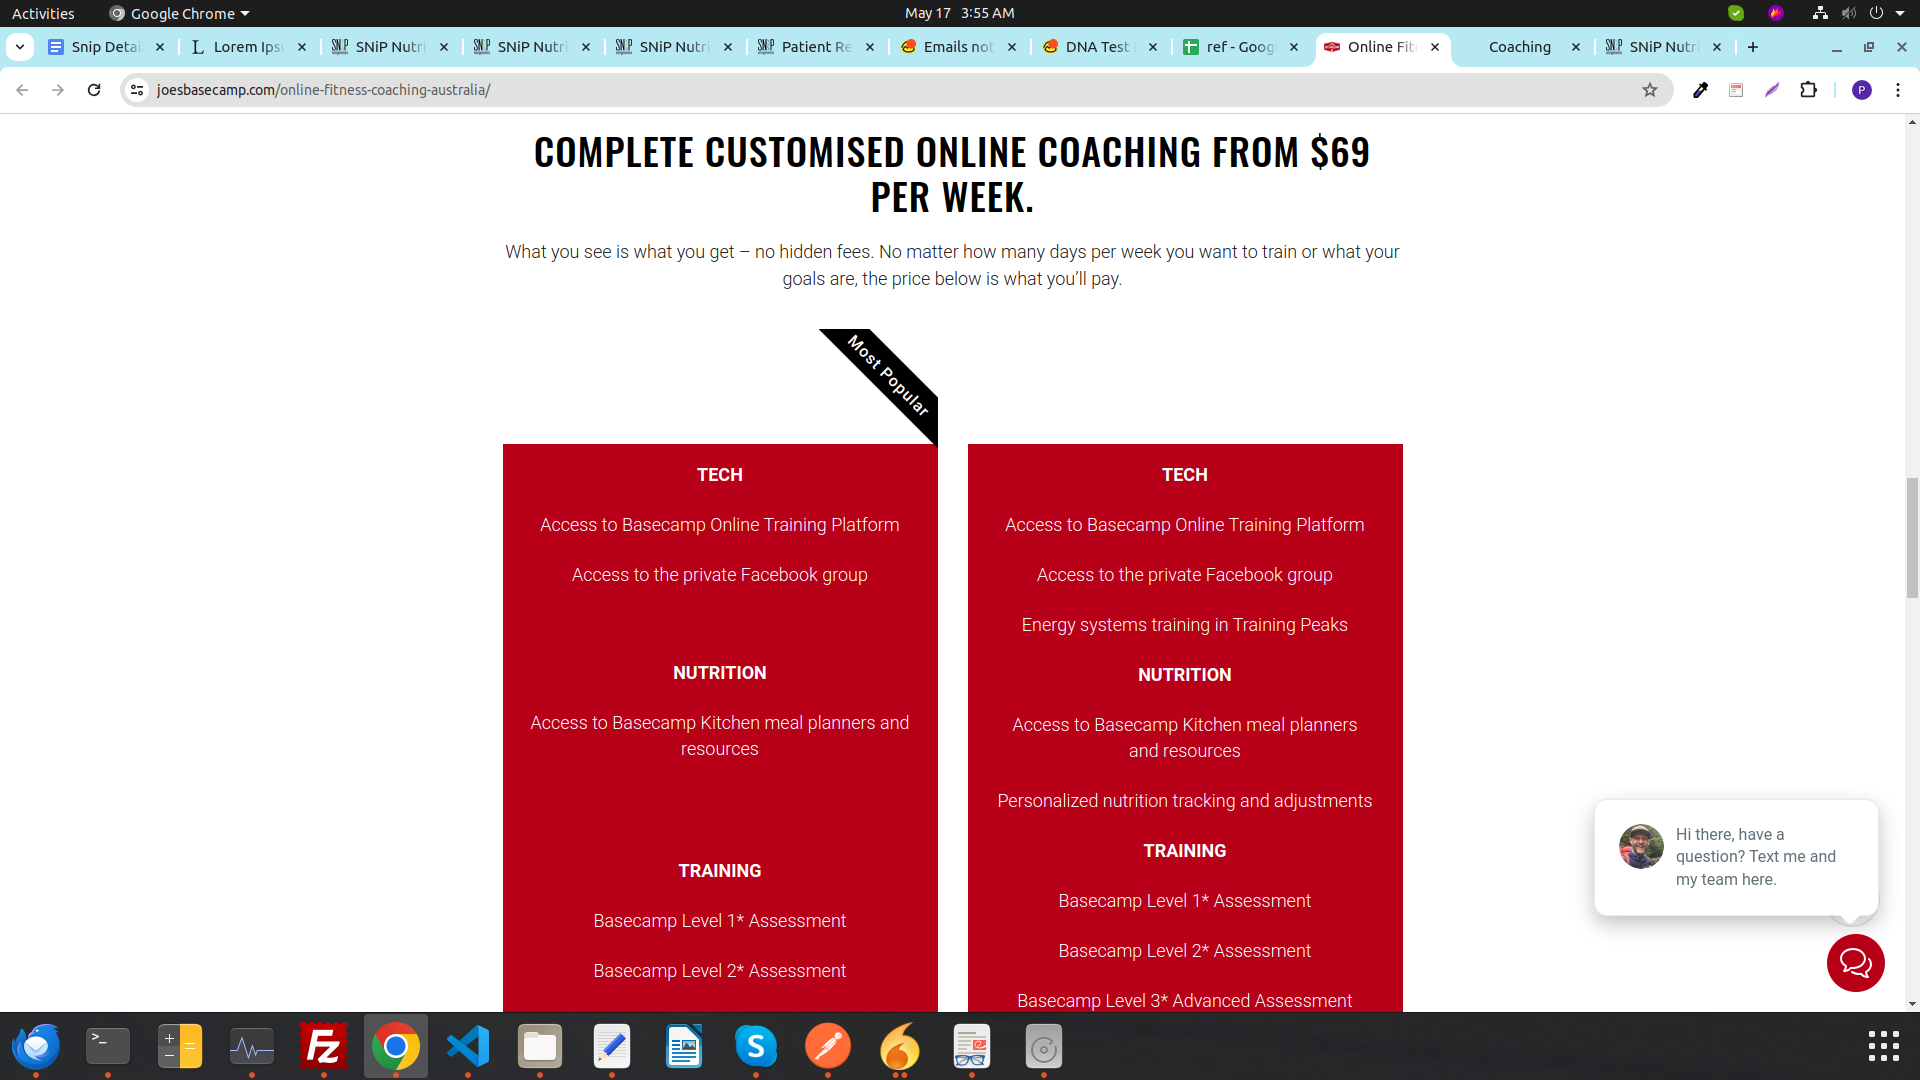 Activities
Google Chrome
May 17 3:55 AM
Snip Detai
Lorem Ips
SNiP Nutri
SNiP Nutri
SNiP Nutri
Patient Re
Emails not
DNA Test
ref - Goog
Online Fit
Coaching
SNiP Nutri
joesbasecamp.com/online-fitness-coaching-australia/
P
COMPLETE CUSTOMISED ONLINE COACHING FROM $69
PER WEEK.
What you see is what you get – no hidden fees. No matter how many days per week you want to train or what your
goals are, the price below is what you’ll pay.
Most Popular
TECH
Access to Basecamp Online Training Platform
Access to the private Facebook group
NUTRITION
Access to Basecamp Kitchen meal planners and
resources
TRAINING
Basecamp Level 1* Assessment
Basecamp Level 2* Assessment
TECH
Access to Basecamp Online Training Platform
Access to the private Facebook group
Energy systems training in Training Peaks
NUTRITION
Access to Basecamp Kitchen meal planners
and resources
Personalized nutrition tracking and adjustments
TRAINING
Basecamp Level 1* Assessment
Basecamp Level 2* Assessment
Basecamp Level 3* Advanced Assessment
Hi there, have a
question? Text me and
my team here.